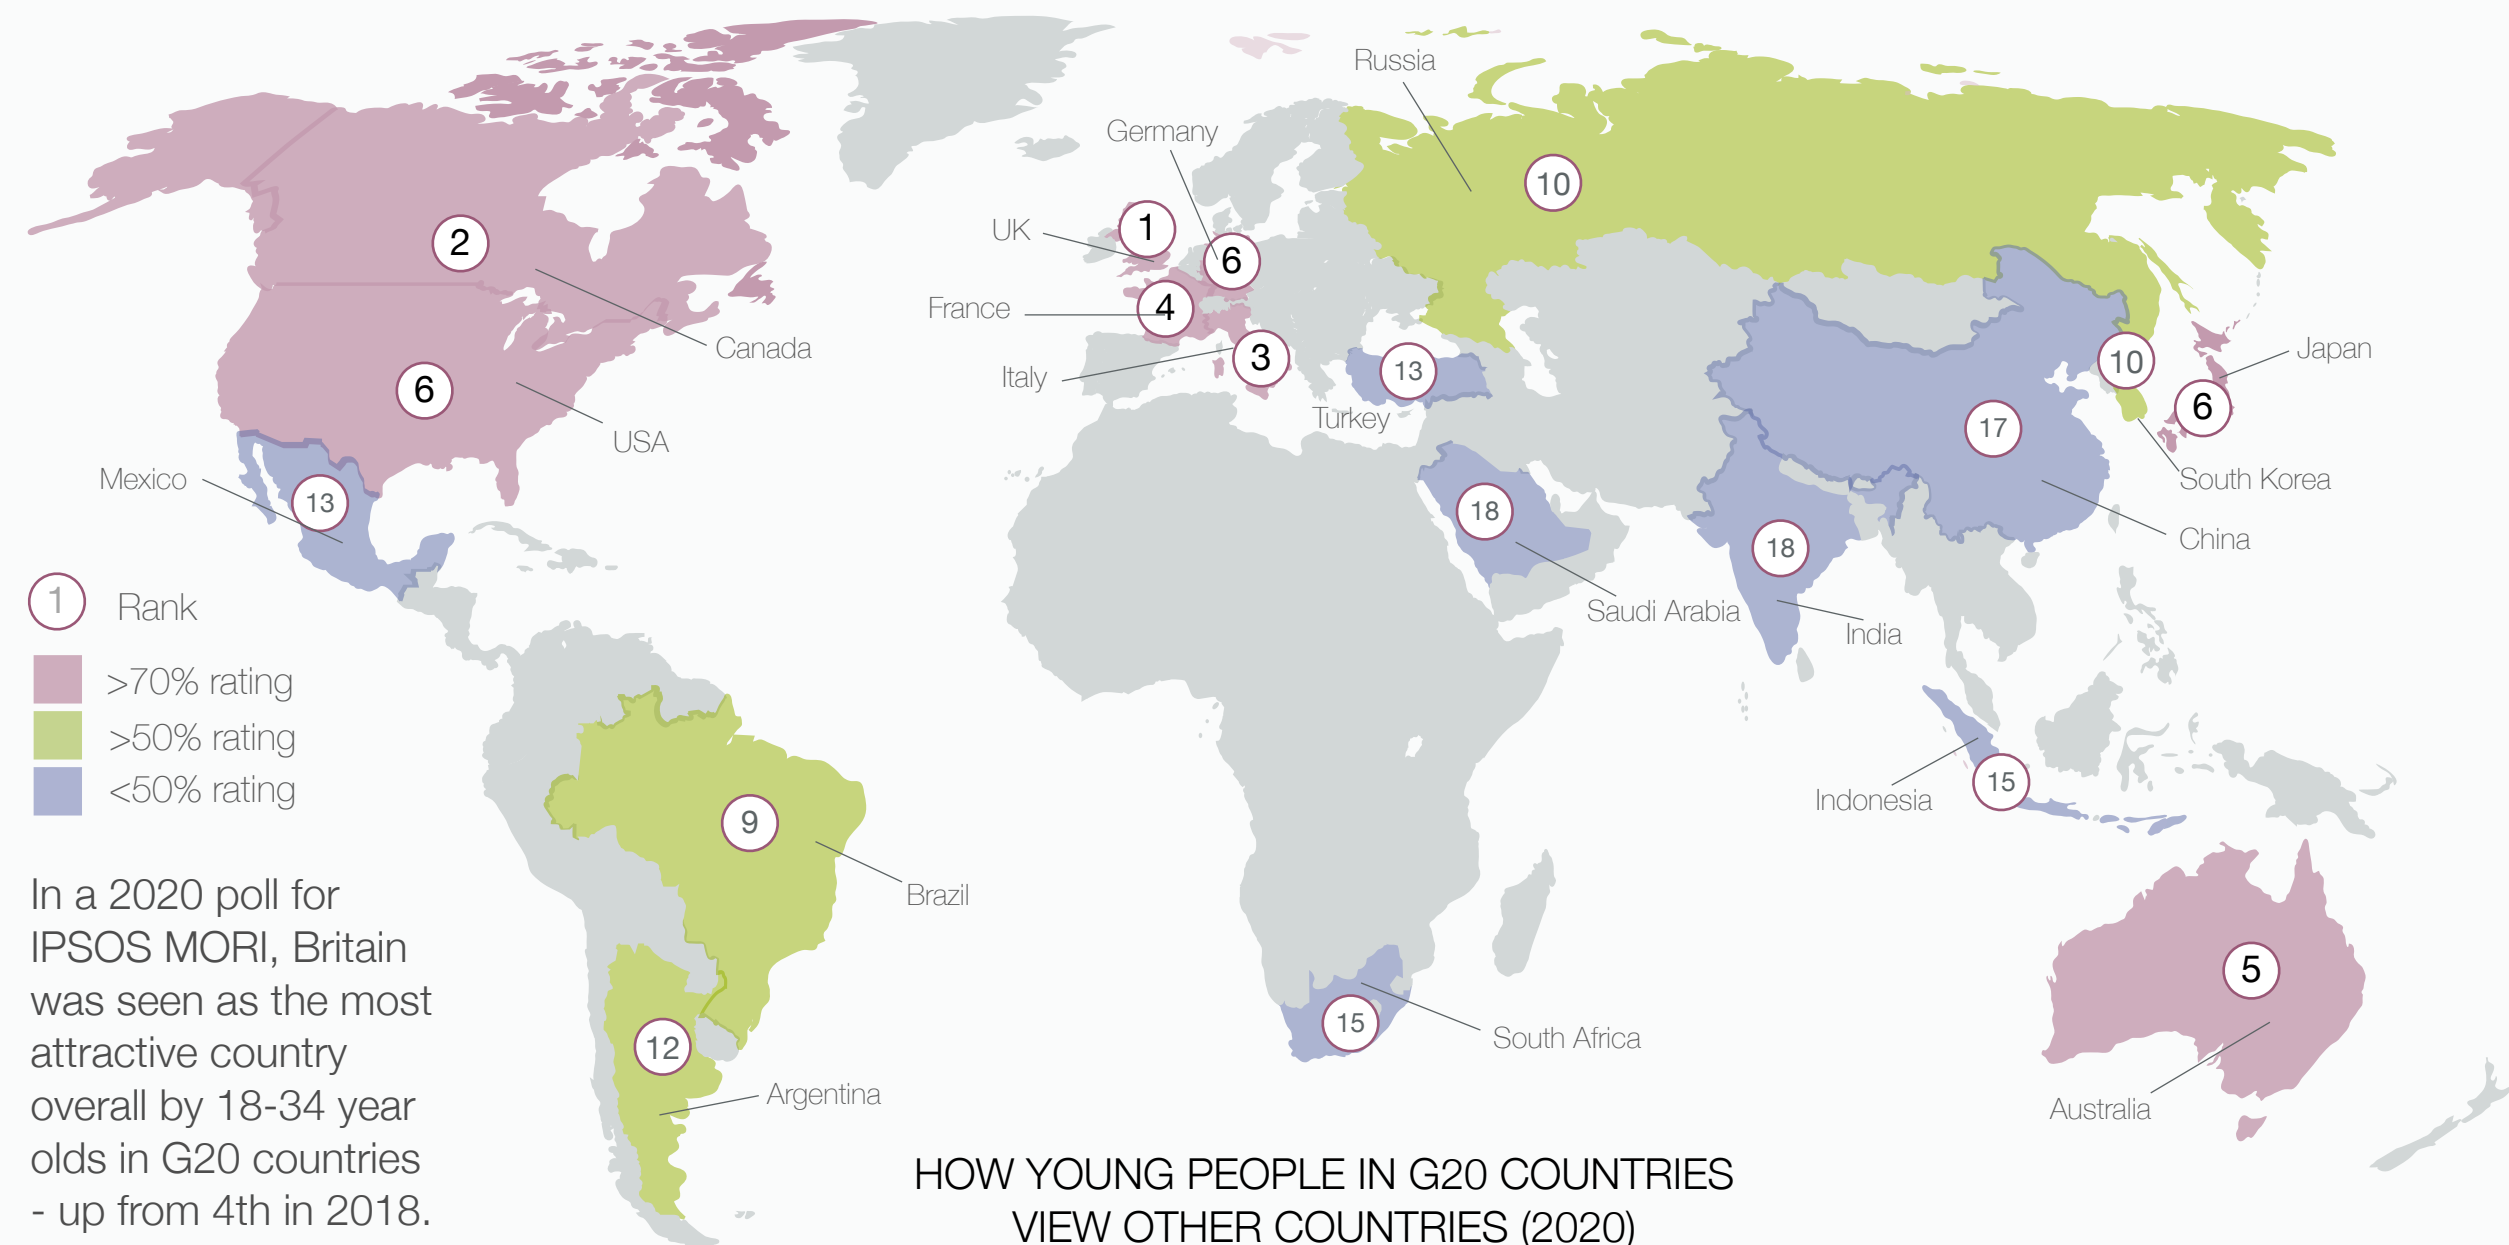 Russia
10
Germany
UK
1
6
2
France
4
Canada
Italy
3
13
Turkey
10
Japan
6
6
USA
17
South Korea
Mexico
13
18
China
18
Saudi Arabia
India
1 Rank
>70% rating
>50% rating
<50% rating
9
Brazil
Indonesia
15
In a 2020 poll for
IPSOS MORI, Britain
was seen as the most
attractive country
overall by 18-34 year
olds in G20 countries
- up from 4th in 2018.
5
12
15
South Africa
Argentina
Australia
HOW YOUNG PEOPLE IN G20 COUNTRIES
VIEW OTHER COUNTRIES (2020)